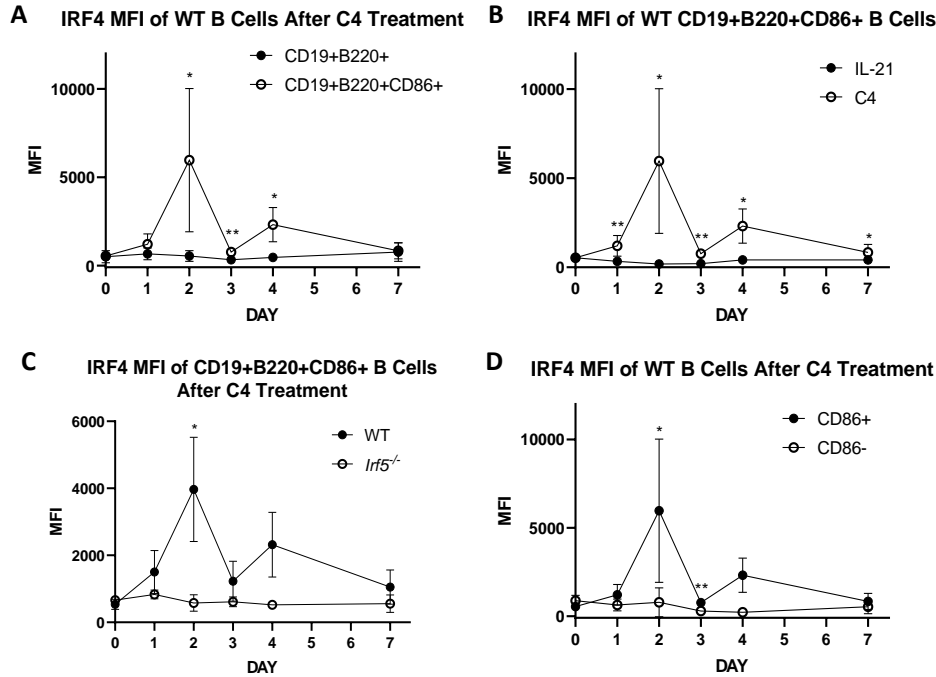 A
IRF4 MFI of WT B Cells After C4 Treatment
CD19+B220+
CD19+B220+CD86+
10000
5000
0
MFI
*
**
*
0 1 2 3 4 5 6 7
DAY
B
IRF4 MFI of WT CD19+B220+CD86+ B Cells
IL-21
C4
10000
5000
0
MFI
**
*
**
*
*
0 1 2 3 4 5 6 7
DAY
C
IRF4 MFI of CD19+B220+CD86+ B Cells
After C4 Treatment
WT
Irf5-/-
6000
4000
2000
0
MFI
*
0 1 2 3 4 5 6 7
DAY
D
IRF4 MFI of WT B Cells After C4 Treatment
CD86+
CD86-
10000
5000
0
MFI
*
**
0 1 2 3 4 5 6 7
DAY